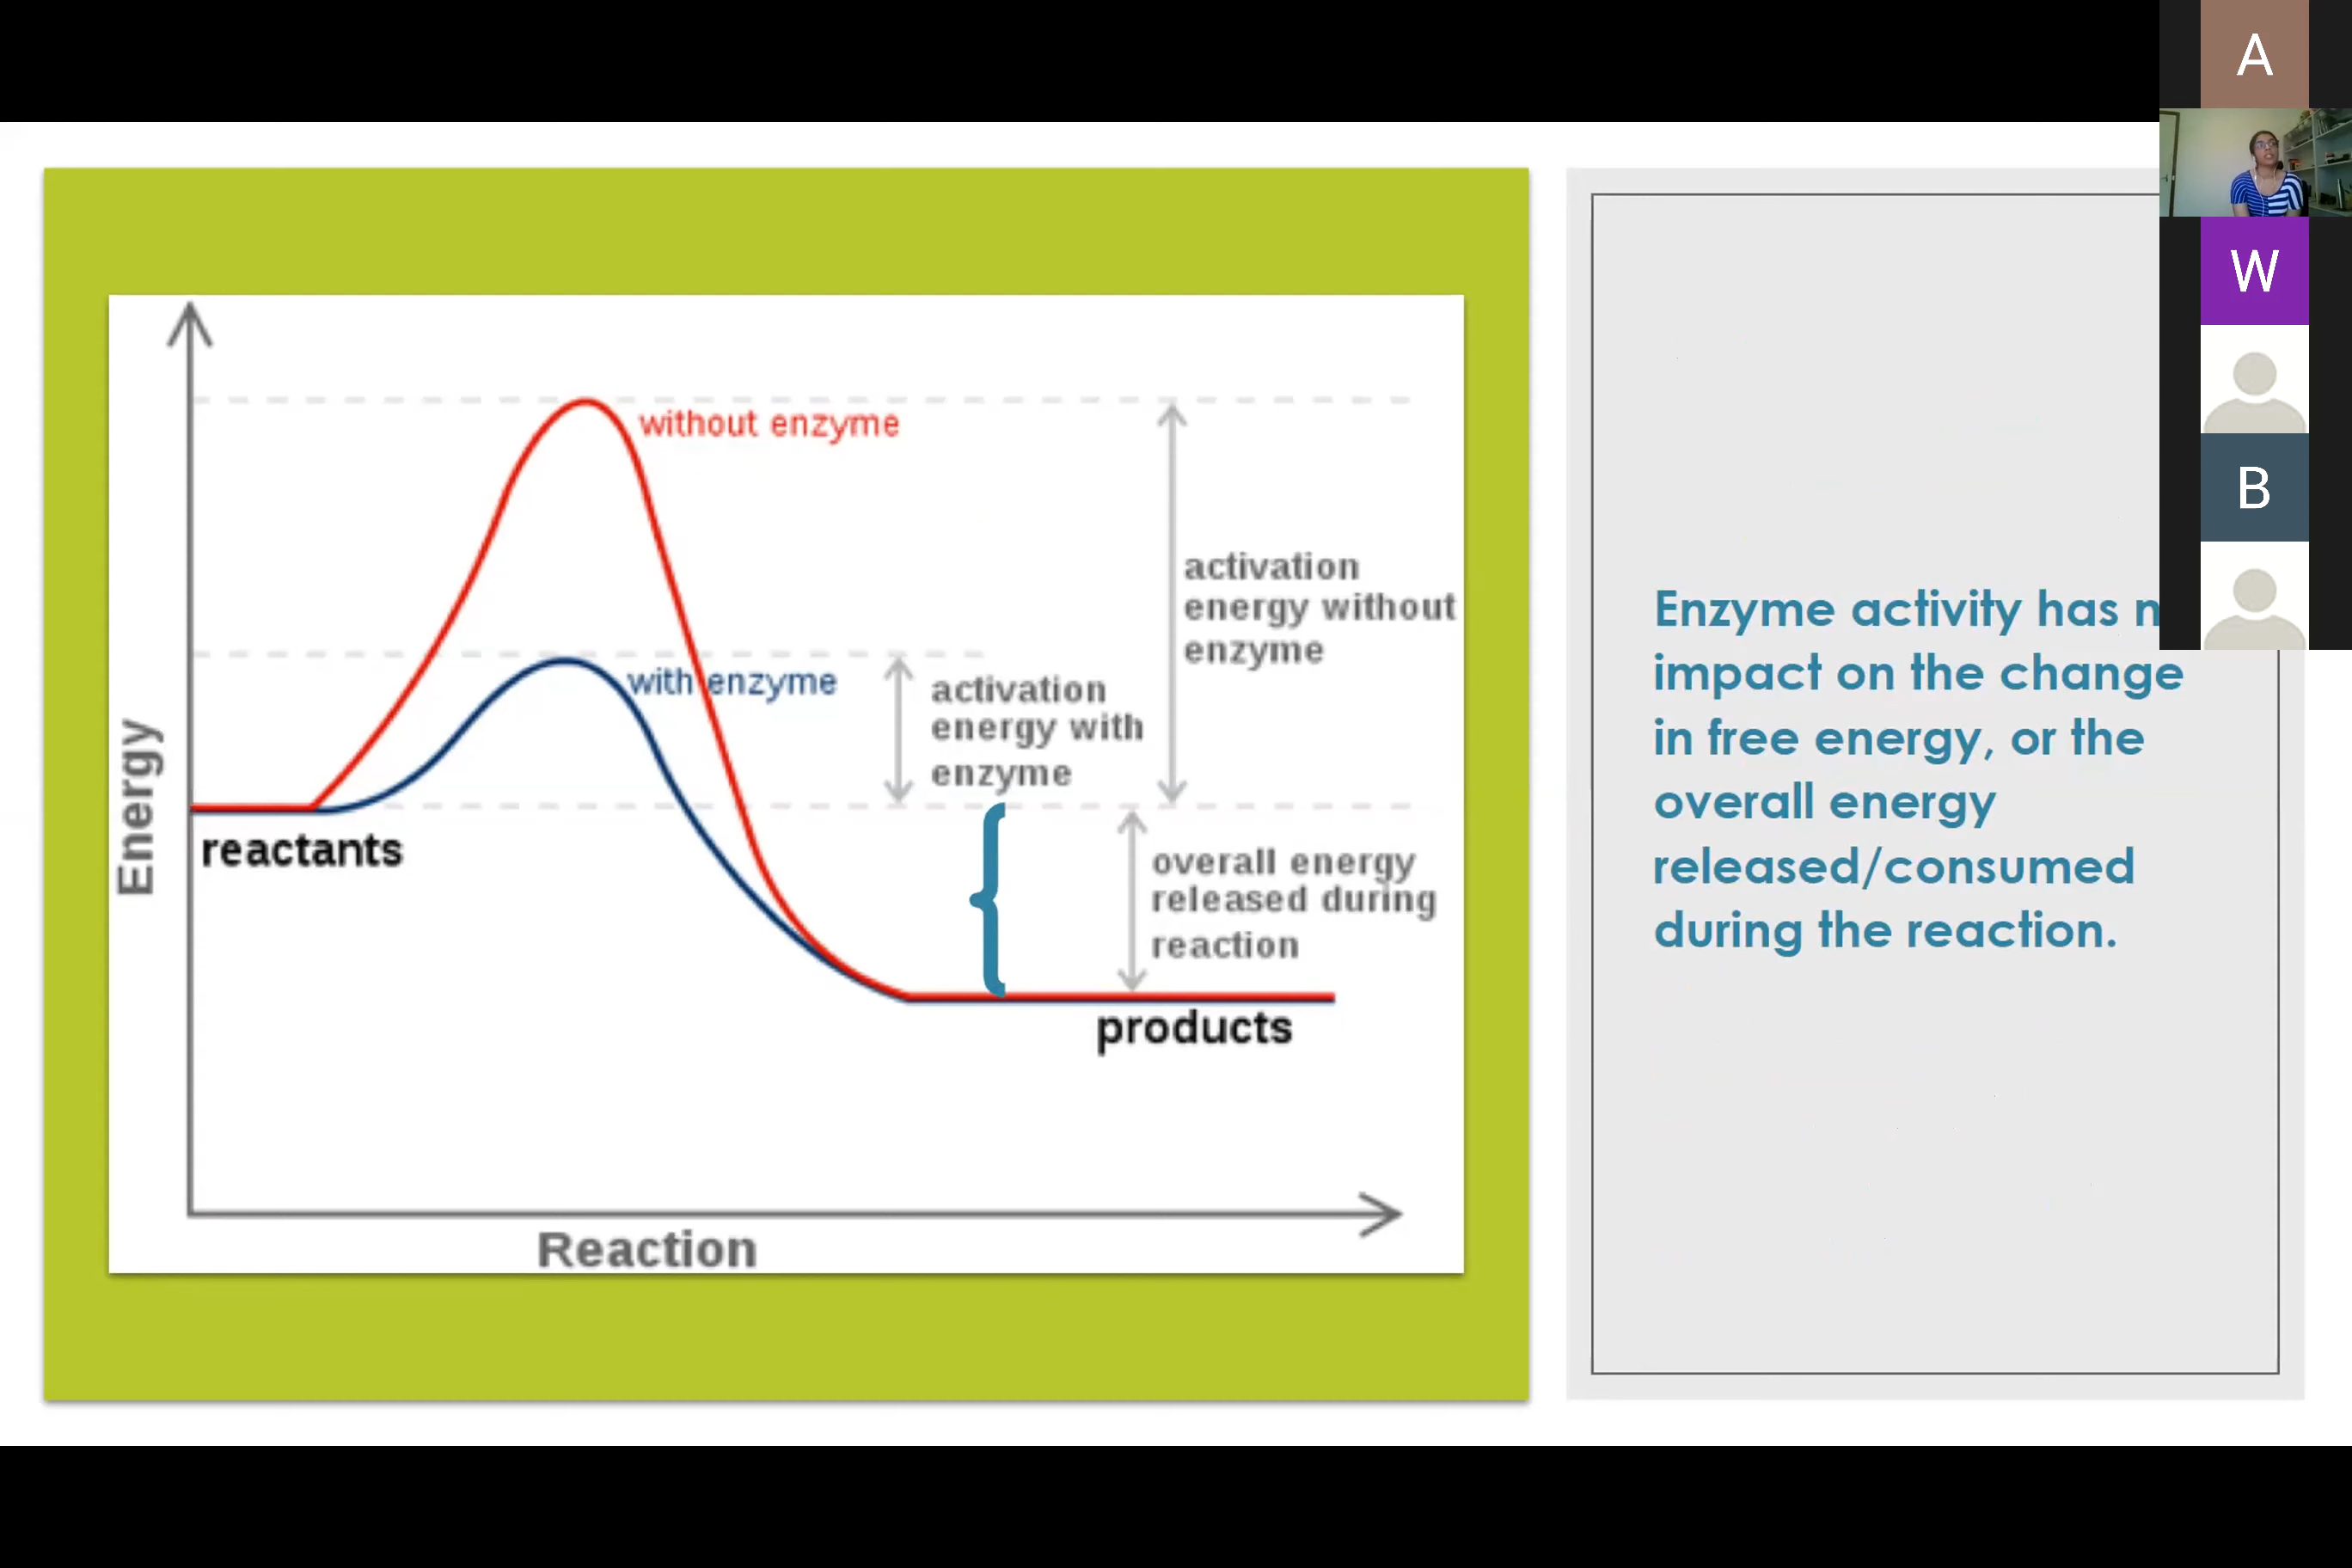 A
W
B
without enzyme
with enzyme
activation
energy without
enzyme
activation
energy with
enzyme
Energy
reactants
overall energy
released during
reaction
products
Reaction
Enzyme activity has
impact on the change
in free energy, or the
overall energy
released/consumed
during the reaction.